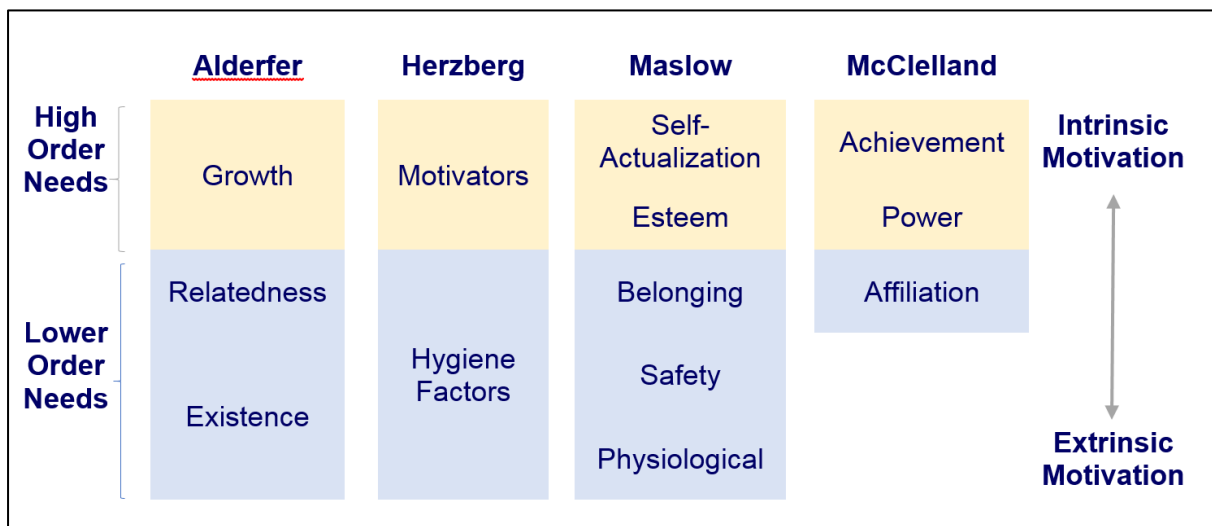 Alderfer
Herzberg
Maslow
McClelland
High
Order
Needs
Growth
Motivators
Self-
Actualization
Esteem
Achievement
Power
Intrinsic
Motivation
Lower
Order
Needs
Relatedness
Existence
Hygiene
Factors
Belonging
Safety
Physiological
Affiliation
Extrinsic
Motivation